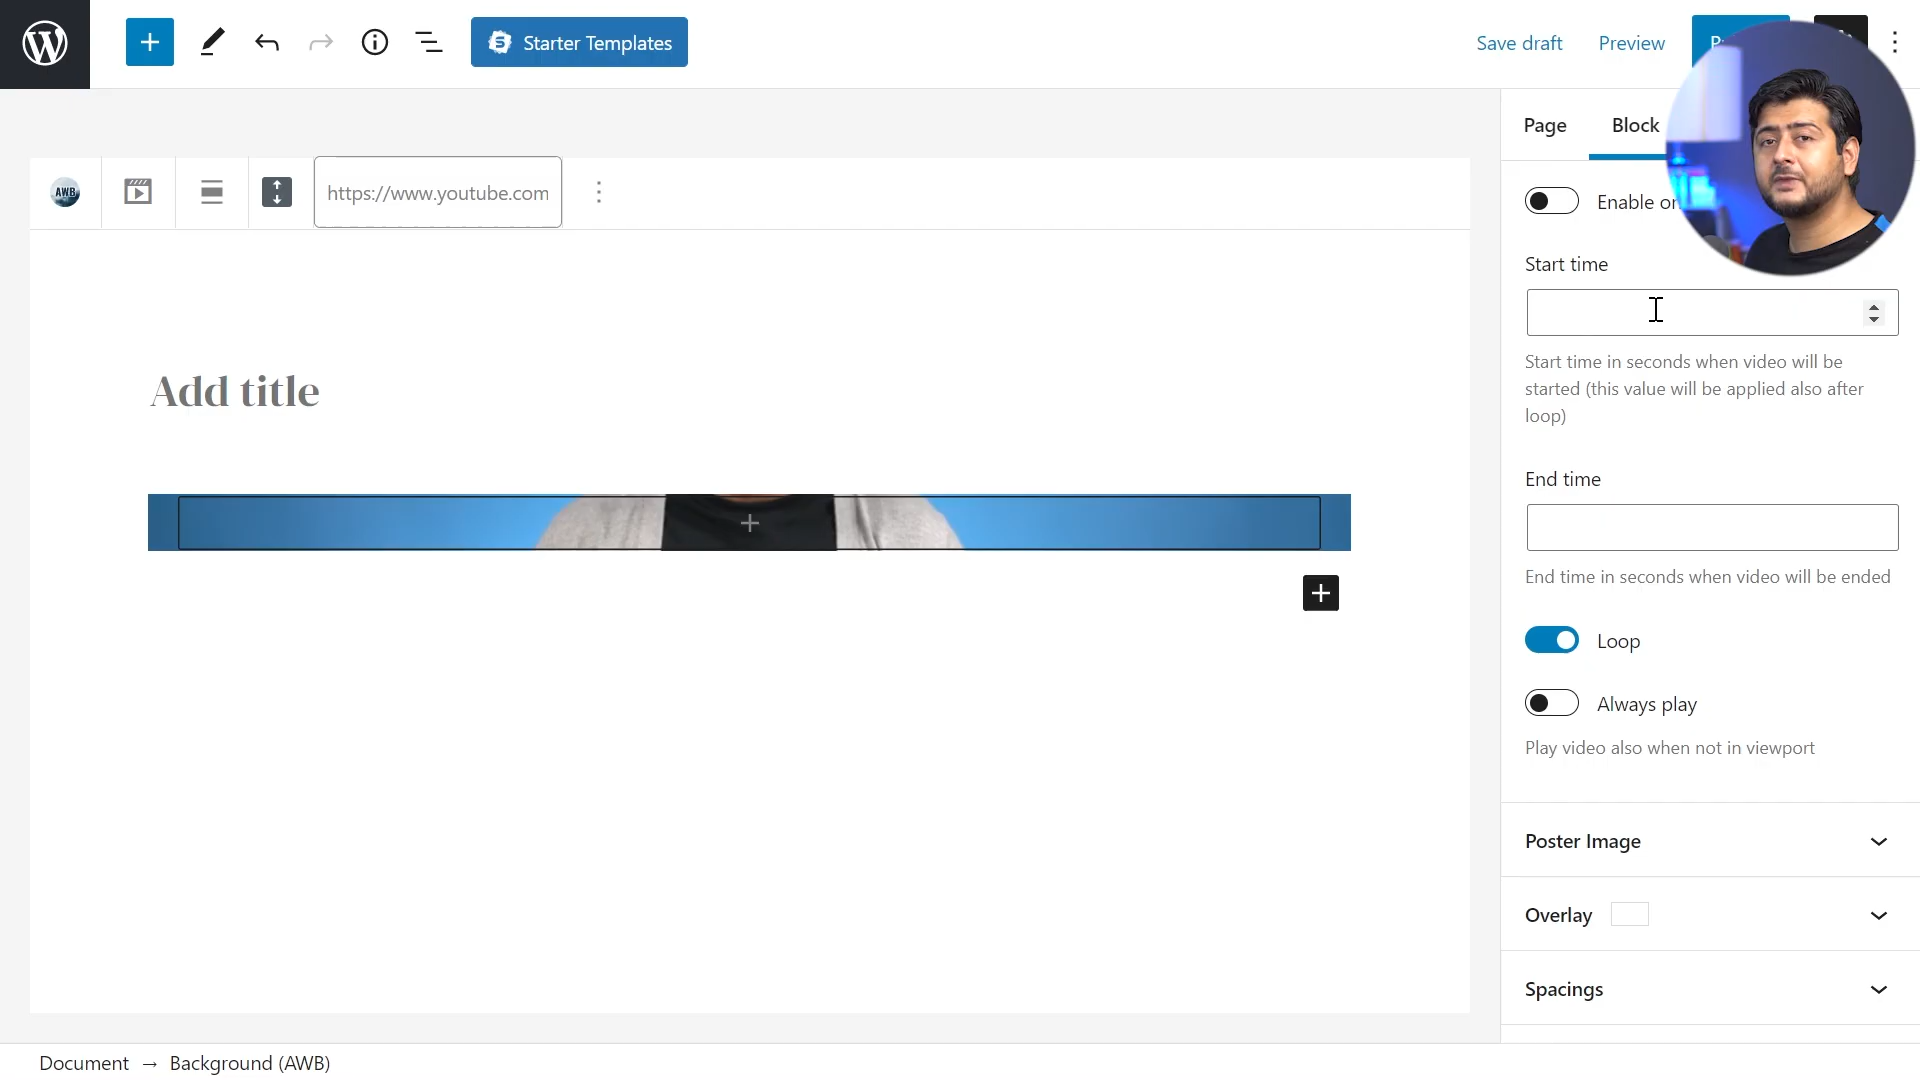 Starter Templates
Save draft
Preview
Page
Block
AWB
https://www.youtube.com
Enable
Start time
Start time in seconds when video will be
started (this value will be applied also after
loop)
Add title
End time
End time in seconds when video will be ended
Loop
Always play
Play video also when not in viewport
Poster Image
Overlay
Spacings
Document → Background (AWB)